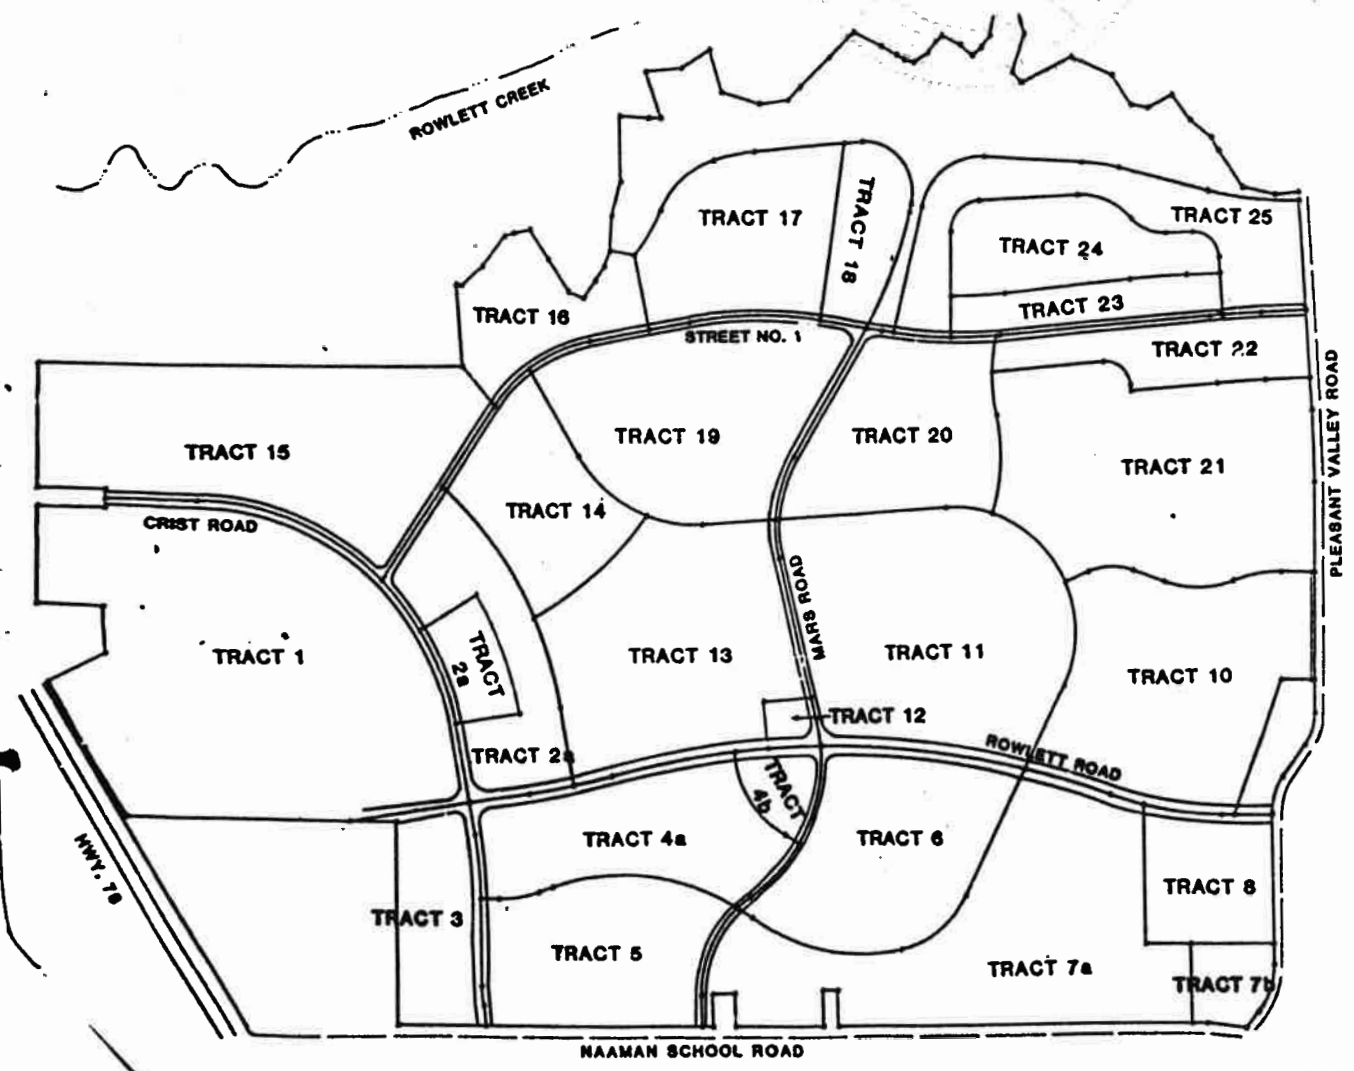 ROWLETT CREEK
TRACT 17
TRACT 18
TRACT 25
TRACT 24
TRACT 23
TRACT 16
STREET NO. 1
TRACT 22
TRACT 15
TRACT 19
TRACT 20
TRACT 21
PLEASANT VALLEY ROAD
CRIST ROAD
TRACT 14
MARS ROAD
TRACT 1
TRACT
2a
TRACT 13
TRACT 11
TRACT 10
TRACT 12
TRACT 2a
ROWLETT ROAD
TRACT
4b
TRACT 4a
TRACT 6
HWY. 78
TRACT 8
TRACT 3
TRACT 5
TRACT 7a
TRACT 7b
NAAMAN SCHOOL ROAD